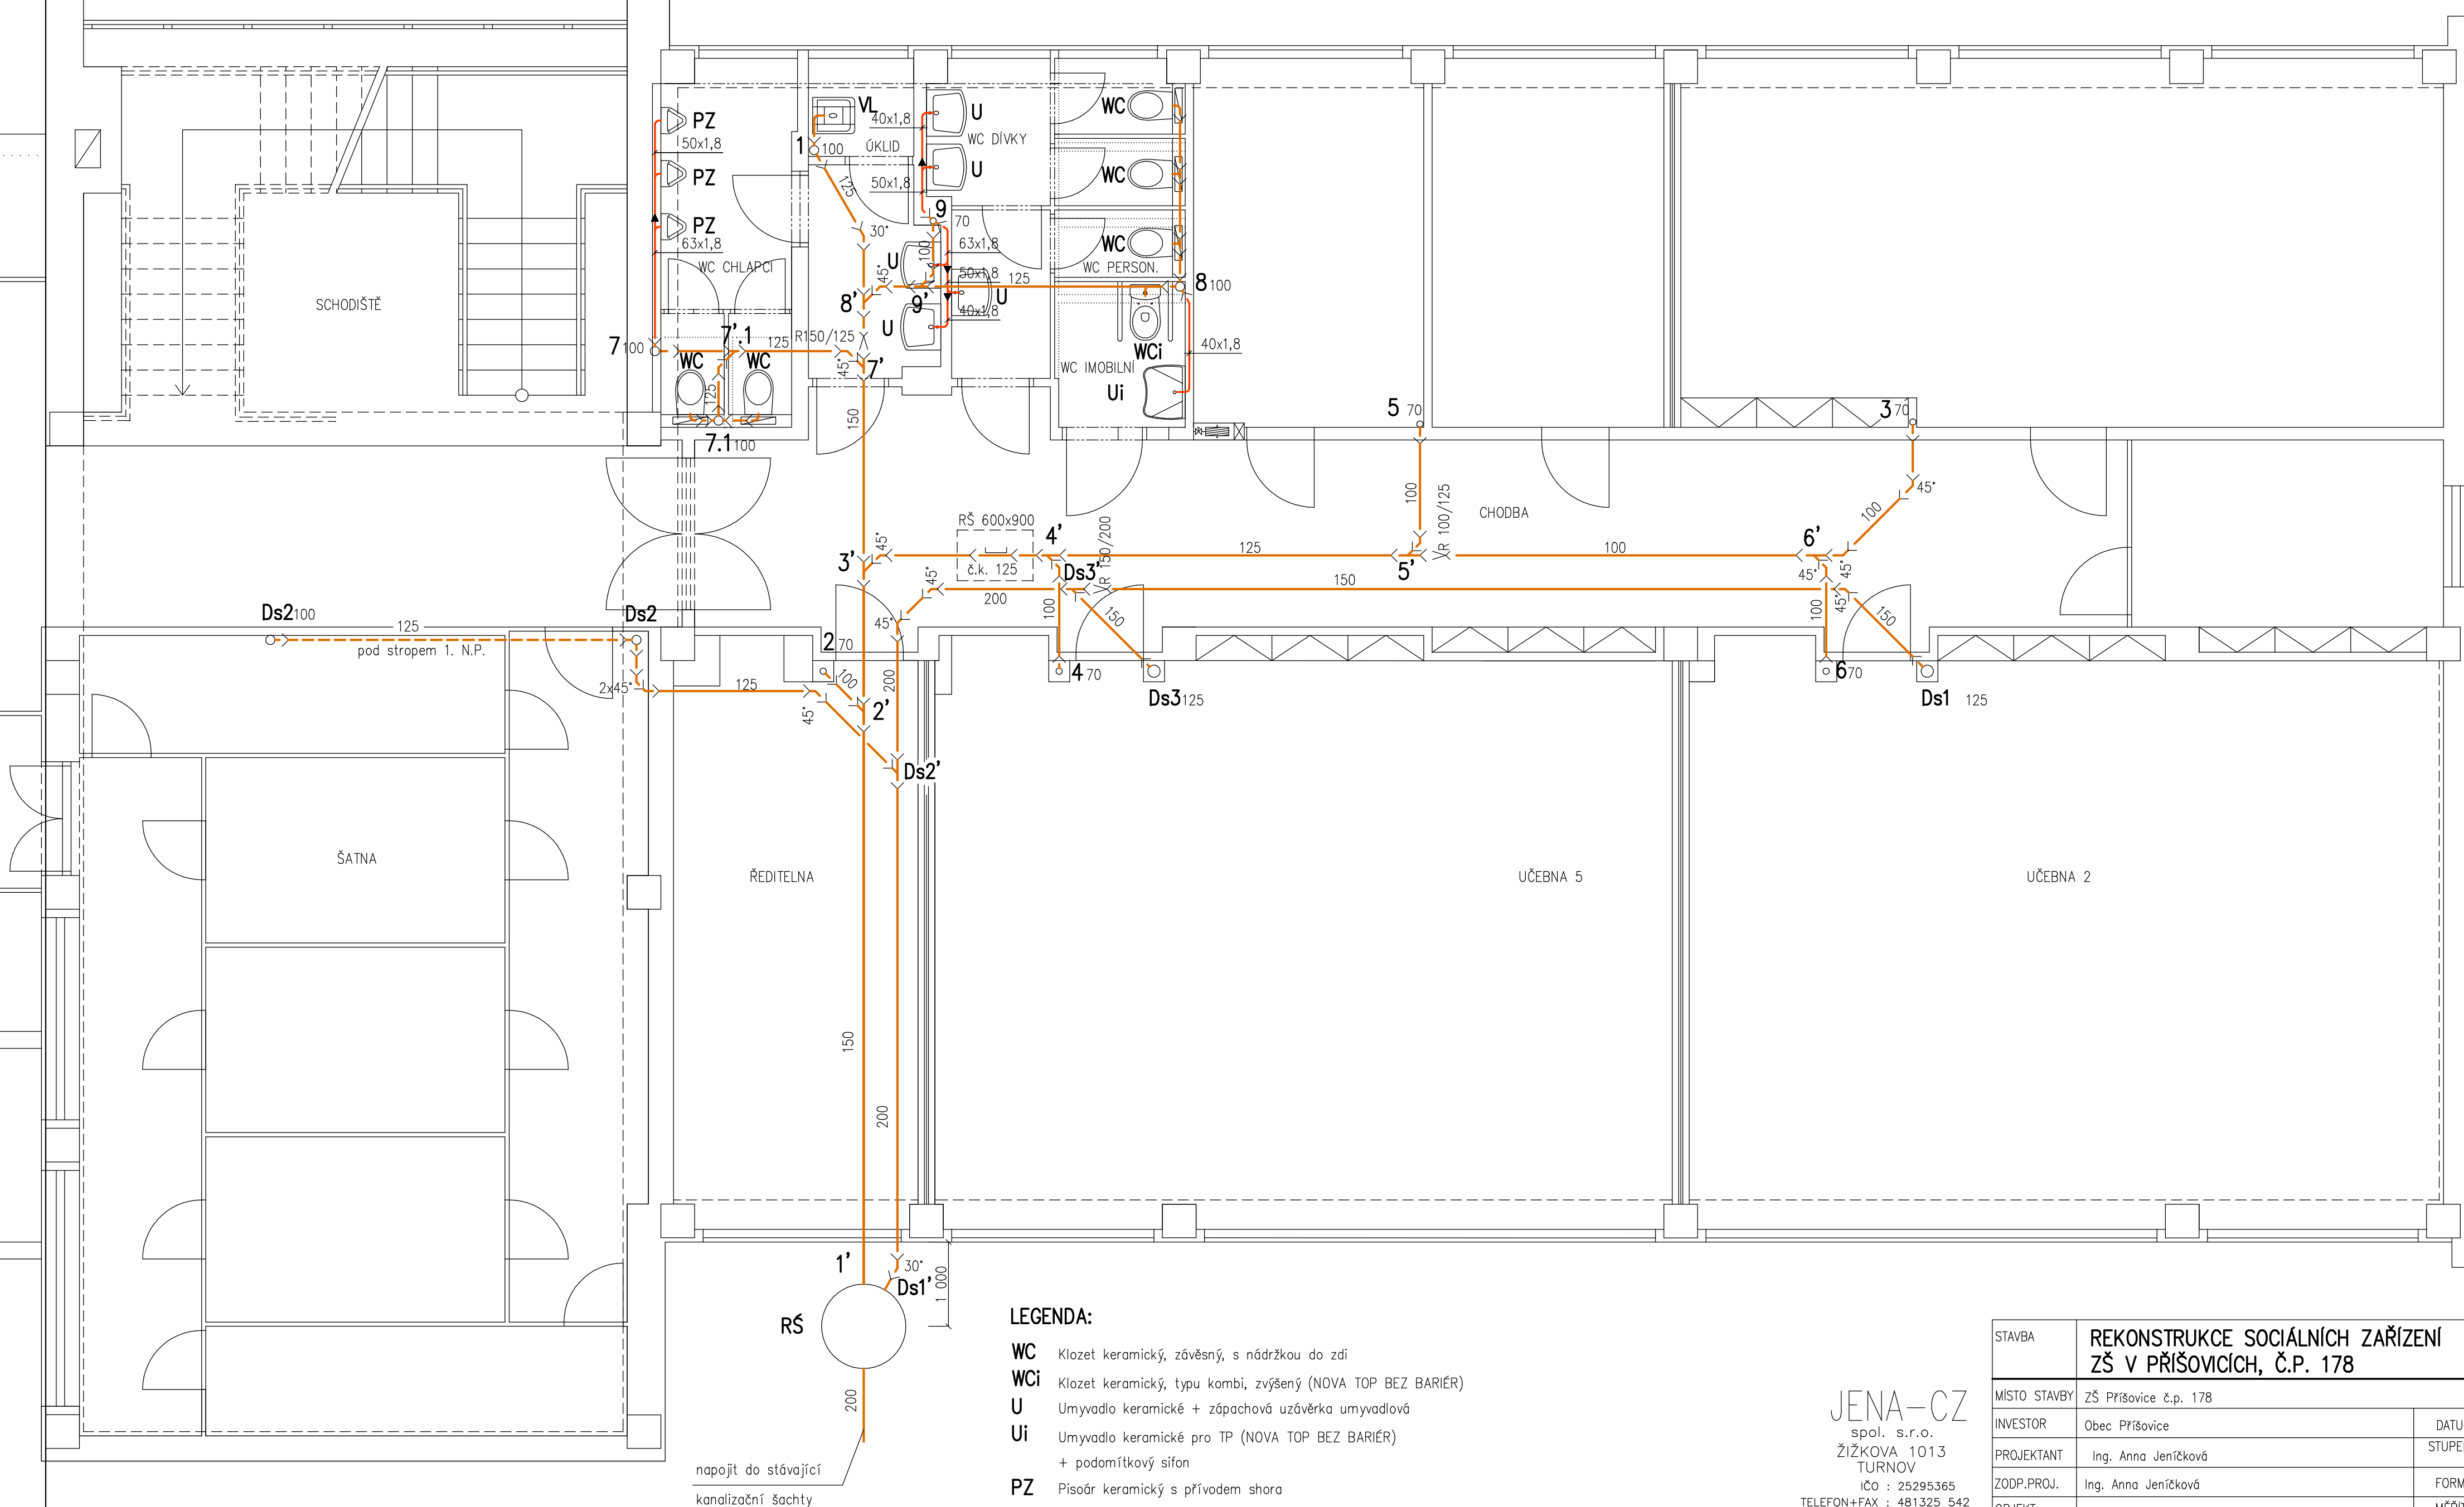 PZ
50x1,8
PZ
PZ
63x1,8
WC CHLAPCI
SCHODIŠTĚ
VL
1
100
ÚKLID
125
30°
40x1,8
U
WC DÍVKY
U
50x1,8
9
70
100
63x1,8
U
50x1,8
125
U
40x1,8
U
45°
8'
9'
WC
WC
WC
WC PERSON.
8 100
WCi
40x1,8
WC IMOBILNÍ
Ui
7 100
7'.1
125
R150/125
45°
7'
WC
WC
125
7.1 100
150
5 70
3 70
100
R 100/125
CHODBA
45°
100
RŠ 600x900
4'
R 150/200
3'
45°
č.k. 125
125
5'
100
6'
Ds3'
45°
45°
45°
200
150
45°
100
150
100
45°
150
Ds2 100
125
pod stropem 1. N.P.
Ds2
2x45°
125
45°
2 70
100
200
2'
4 70
Ds3 125
6 70
Ds1 125
Ds2'
ŠATNA
ŘEDITELNA
UČEBNA 5
UČEBNA 2
150
200
1'
30°
Ds1'
1 000
RŠ
200
napojit do stávající
kanalizační šachty
LEGENDA:
WC Klozet keramický, závěsný, s nádržkou do zdi
WCi Klozet keramický, typu kombi, zvýšený (NOVA TOP BEZ BARIÉR)
U Umyvadlo keramické + zápachová uzávěrka umyvadlová
Ui Umyvadlo keramické pro TP (NOVA TOP BEZ BARIÉR)
+ podomítkový sifon
PZ Pisoár keramický s přívodem shora
JENA-CZ
spol. s.r.o.
ŽIŽKOVA 1013
TURNOV
IČO : 25295365
TELEFON+FAX : 481325 542
STAVBA
REKONSTRUKCE SOCIÁLNÍCH ZAŘÍZENÍ
ZŠ V PŘÍŠOVICÍCH, Č.P. 178
MÍSTO STAVBY ZŠ Příšovice č.p. 178
INVESTOR Obec Příšovice DATU
PROJEKTANT Ing. Anna Jeníčková STUPE
ZODP.PROJ. Ing. Anna Jeníčková FORM